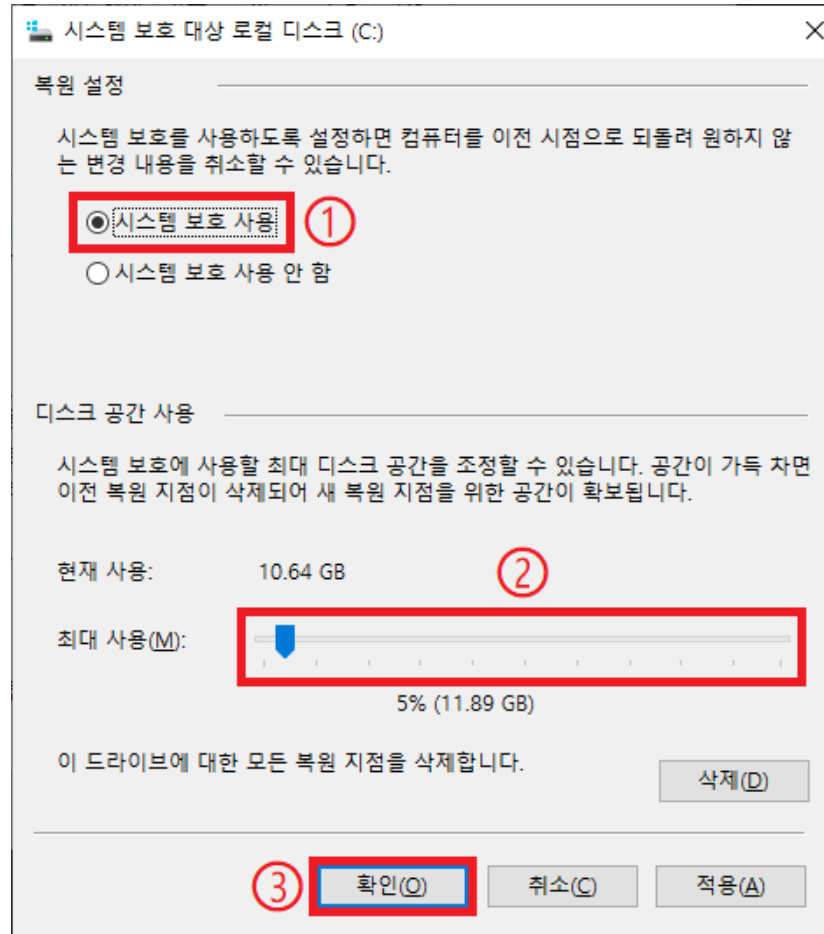 시스템 보호 대상 로컬 디스크 (C:)
복원 설정
시스템 보호를 사용하도록 설정하면 컴퓨터를 이전 시점으로 되돌려 원하지 않
는 변경 내용을 취소할 수 있습니다.
시스템 보호 사용 ①
시스템 보호 사용 안 함
디스크 공간 사용
시스템 보호에 사용할 최대 디스크 공간을 조정할 수 있습니다. 공간이 가득 차면
이전 복원 지점이 삭제되어 새 복원 지점을 위한 공간이 확보됩니다.
현재 사용: 10.64 GB ②
최대 사용(M):
5% (11.89 GB)
이 드라이브에 대한 모든 복원 지점을 삭제합니다.
삭제(D)
③ 확인(O) 취소(C) 적용(A)